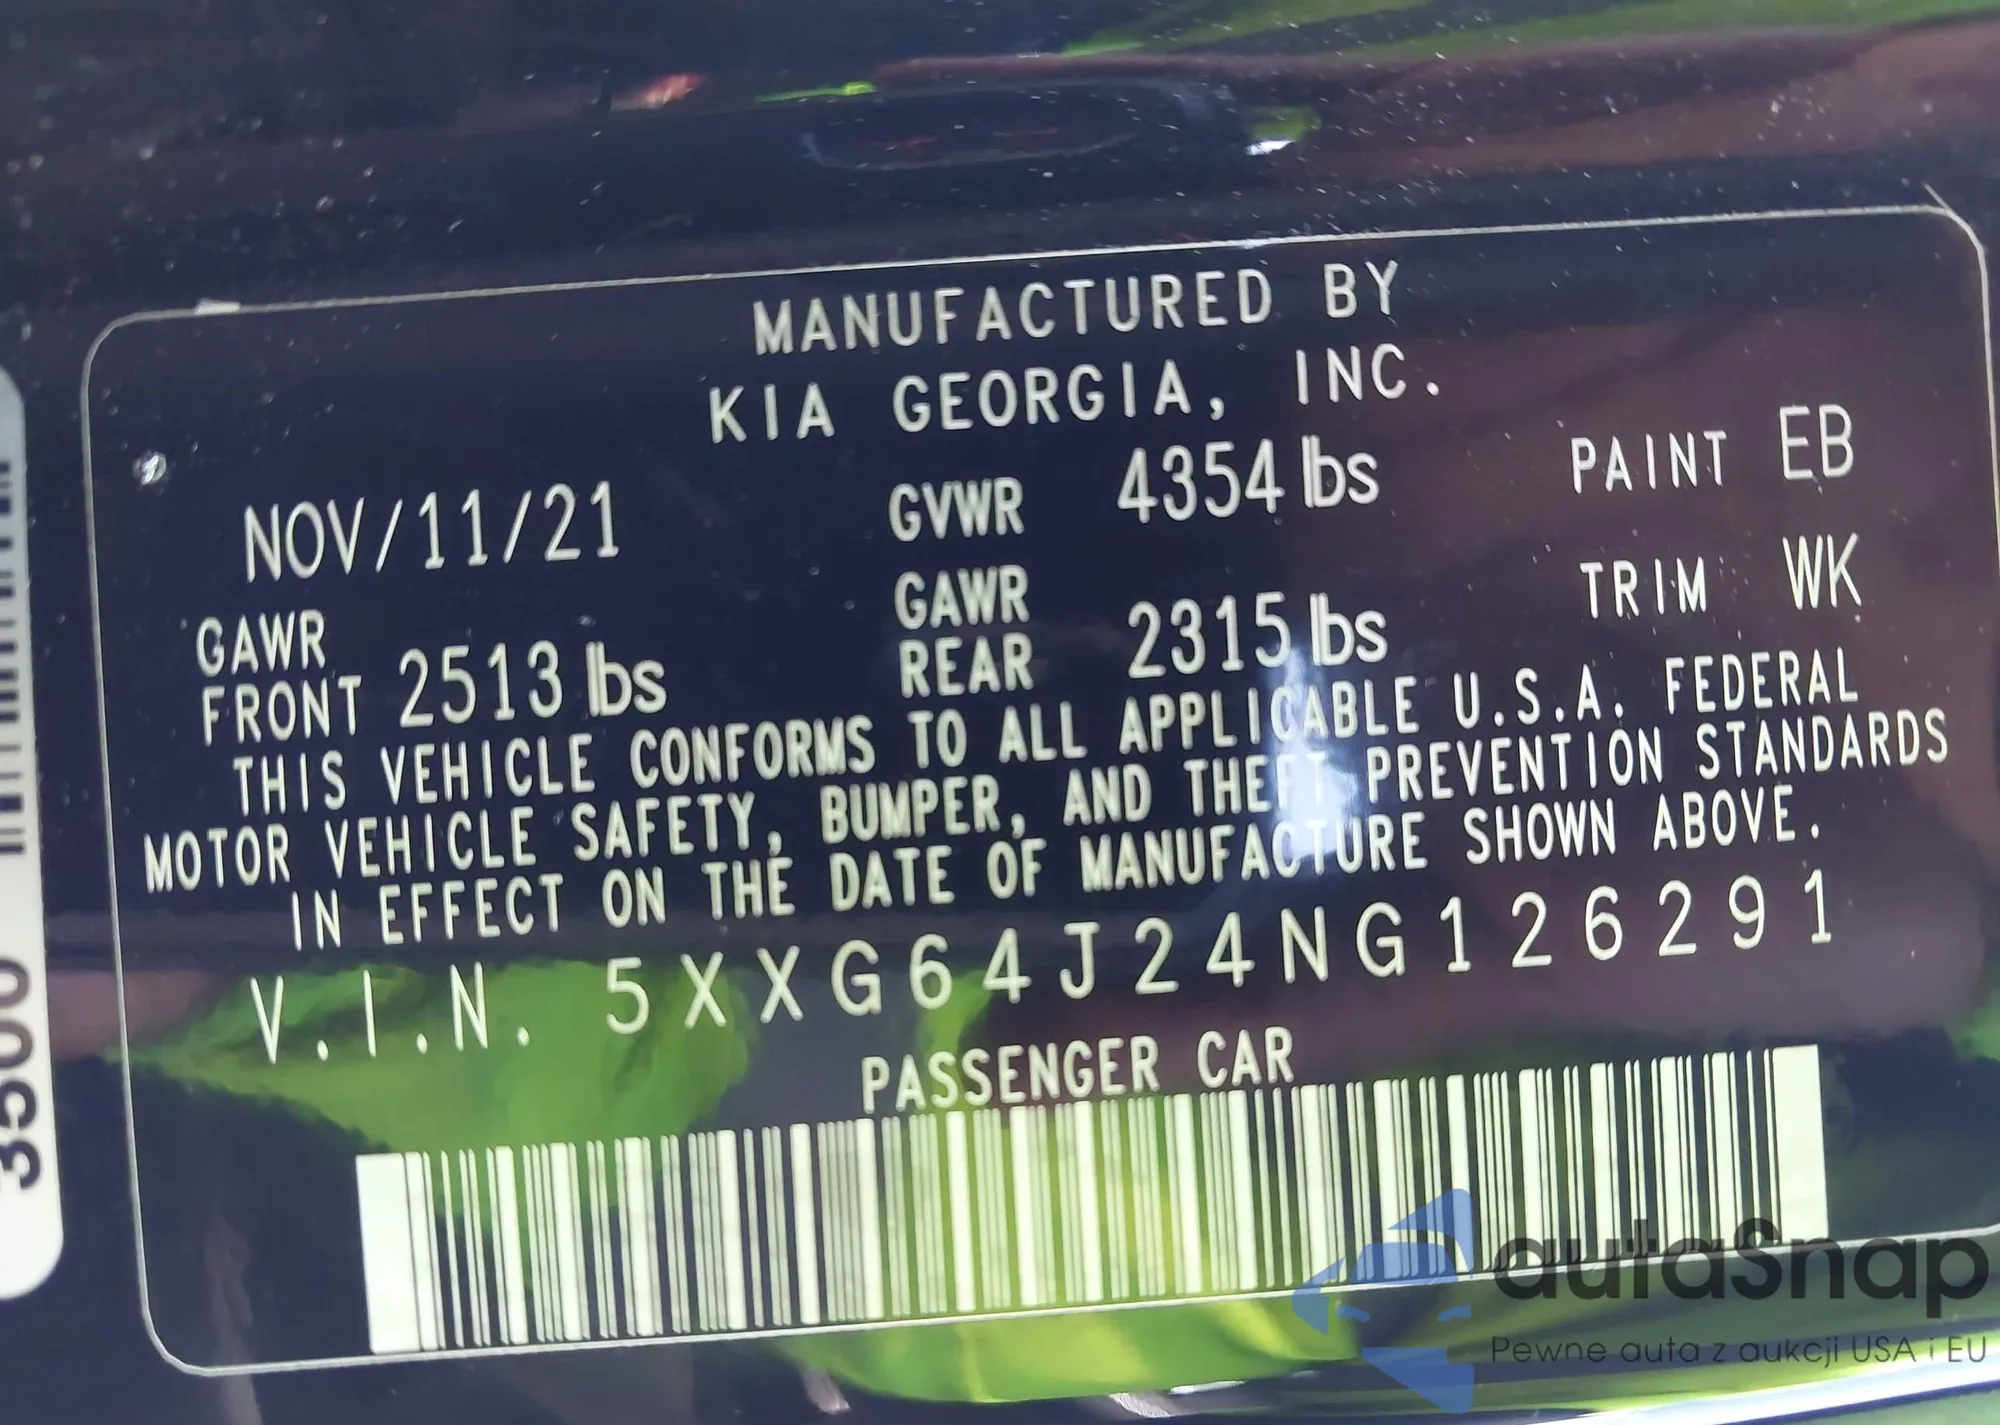 MANUFACTURED BY
KIA GEORGIA, INC.
NOV/11/21 GVWR 4354 lbs PAINT EB
GAWR FRONT 2513 lbs GAWR REAR 2315 lbs TRIM WK
THIS VEHICLE CONFORMS TO ALL APPLICABLE U.S.A. FEDERAL
MOTOR VEHICLE SAFETY, BUMPER, AND THEFT PREVENTION STANDARDS
IN EFFECT ON THE DATE OF MANUFACTURE SHOWN ABOVE.
V.I.N. 5XXG64J24NG126291
PASSENGER CAR
3500
autaSnap
Pewne auta z aukcji USA i EU